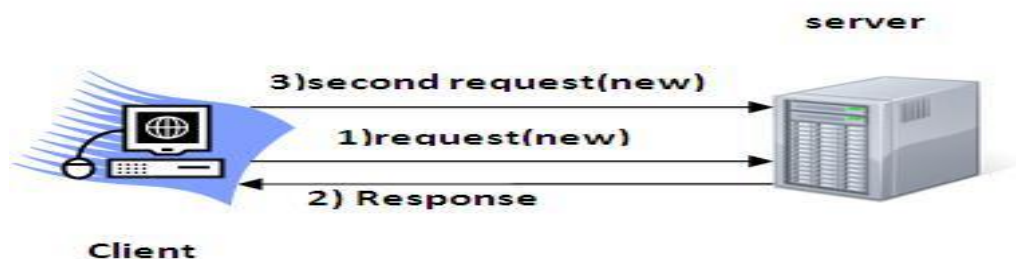 server
3)second request(new)
1)request(new)
2) Response
Client